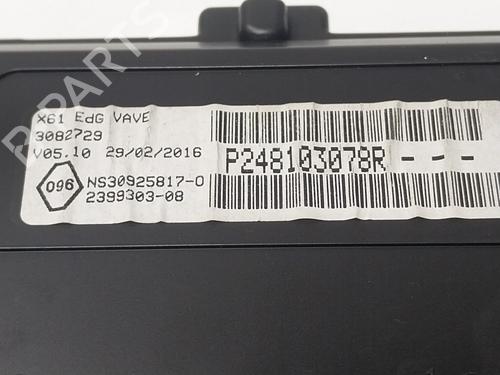 X61 EdG VAVE
3082729
V05.10 29/02/2016
P248103078R---
096
NS30925817-0
2399303-08
B-PARTS